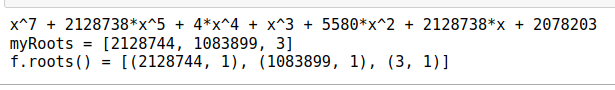 x^7 + 2128738*x^5 + 4*x^4 + x^3 + 5580*x^2 + 2128738*x + 2078203
myRoots = [2128744, 1083899, 3]
f.roots() = [(2128744, 1), (1083899, 1), (3, 1)]